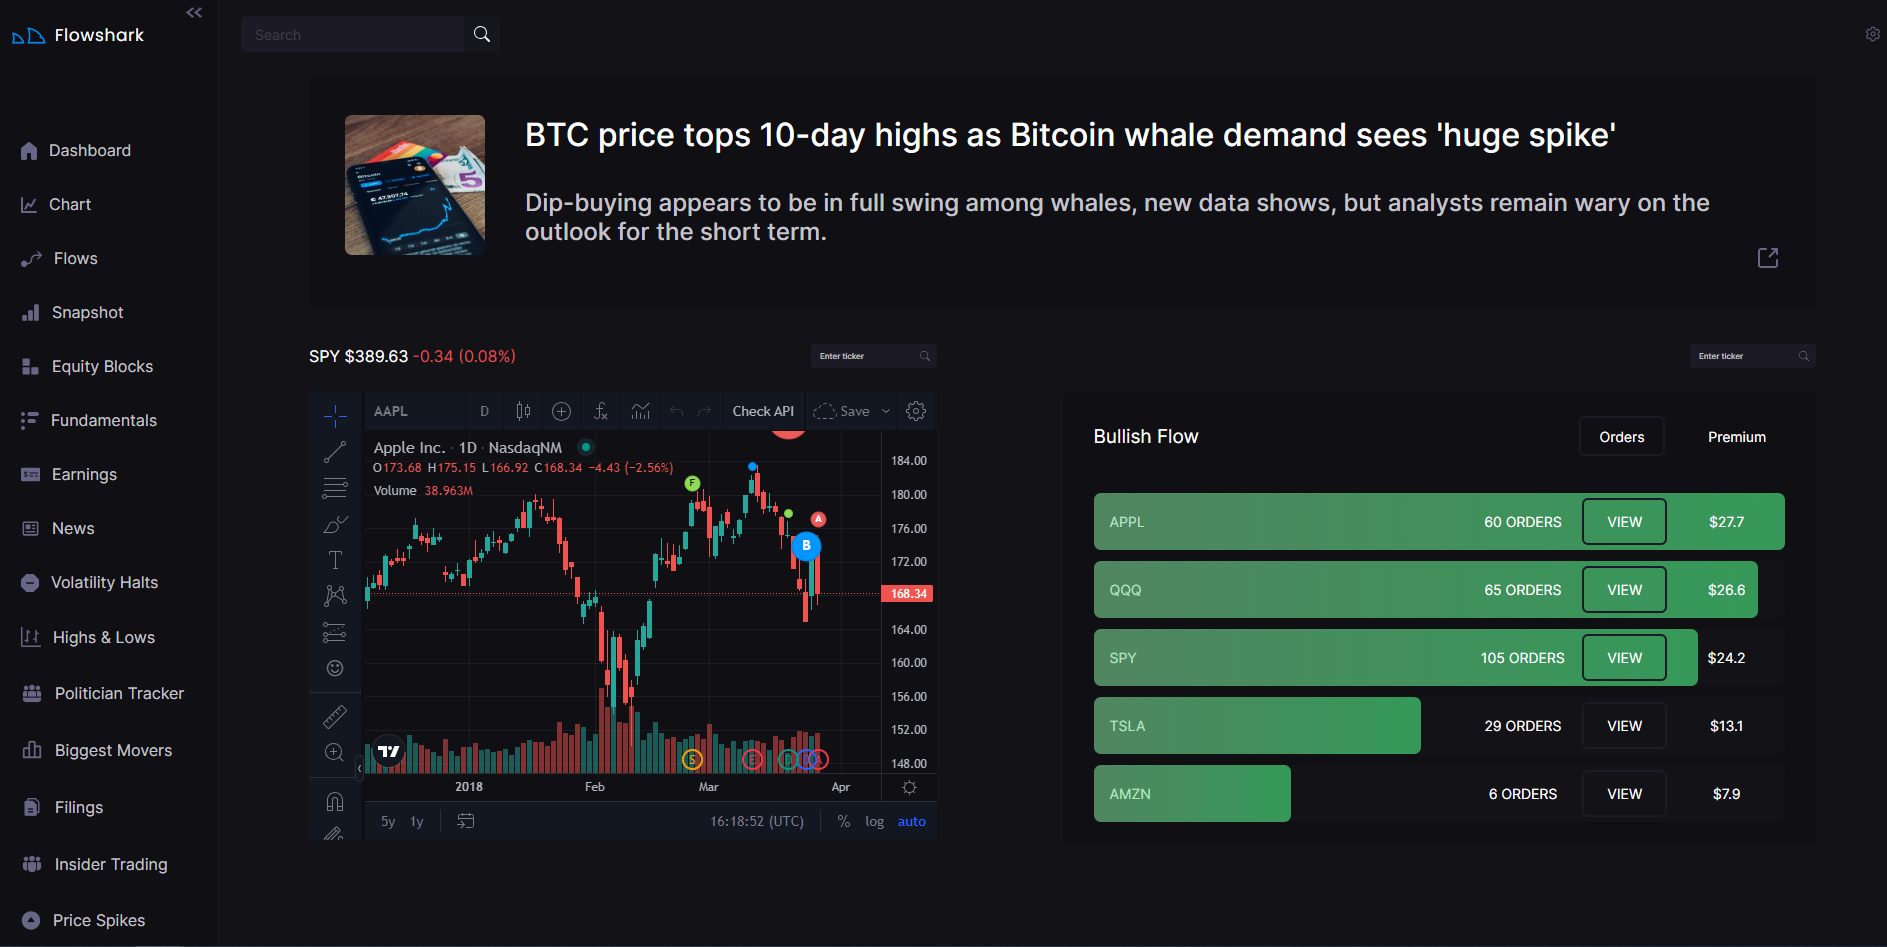 Flowshark
Search
Dashboard
Chart
Flows
Snapshot
Equity Blocks
Fundamentals
Earnings
News
Volatility Halts
Highs & Lows
Politician Tracker
Biggest Movers
Filings
Insider Trading
Price Spikes
BTC price tops 10-day highs as Bitcoin whale demand sees 'huge spike'
Dip-buying appears to be in full swing among whales, new data shows, but analysts remain wary on the
outlook for the short term.
Bitcoin
5
SPY $389.63 -0.34 (0.08%)
Enter ticker
Enter ticker
AAPL D Check API Save
Apple Inc. · 1D · NasdaqNM
O173.68 H175.15 L166.92 C168.34 −4.43 (−2.56%)
Volume 38.963M
F
A
B
184.00
180.00
176.00
172.00
168.34
164.00
160.00
156.00
152.00
148.00
S E D D A
2018 Feb Mar Apr
5y 1y 16:18:52 (UTC) % log auto
Bullish Flow Orders Premium
APPL 60 ORDERS VIEW $27.7
QQQ 65 ORDERS VIEW $26.6
SPY 105 ORDERS VIEW $24.2
TSLA 29 ORDERS VIEW $13.1
AMZN 6 ORDERS VIEW $7.9